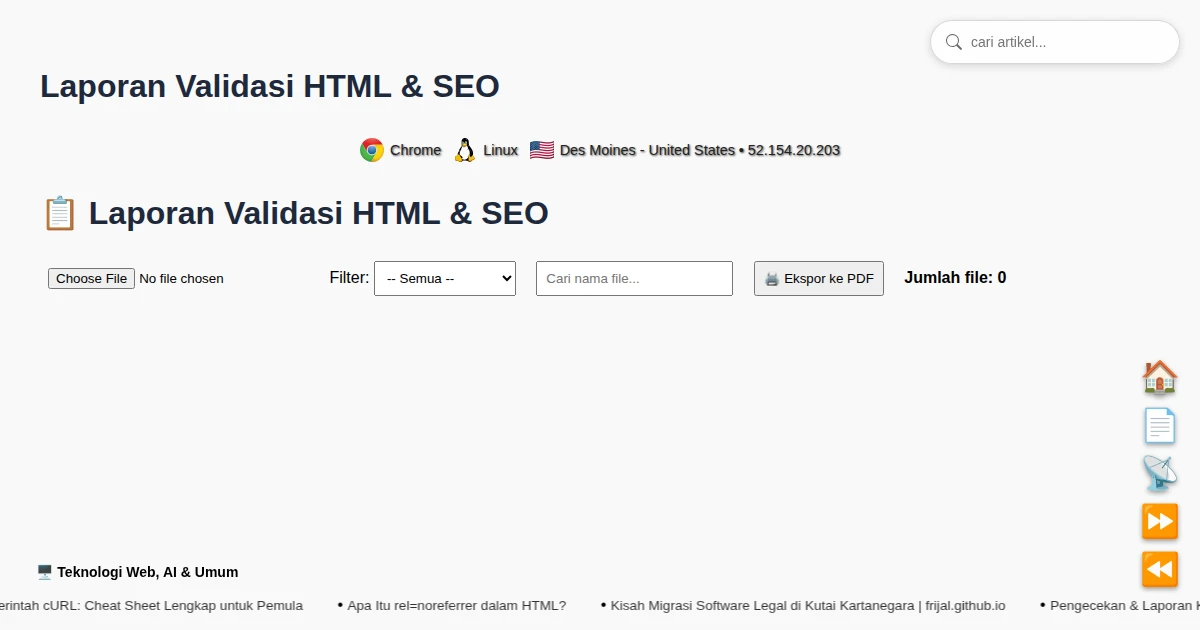 cari artikel...
Laporan Validasi HTML & SEO
Chrome Linux Des Moines - United States • 52.154.20.203
Laporan Validasi HTML & SEO
Choose File No file chosen Filter: -- Semua -- Cari nama file... Ekspor ke PDF Jumlah file: 0
Teknologi Web, AI & Umum
cURL: Cheat Sheet Lengkap untuk Pemula • Apa Itu rel=noreferrer dalam HTML? • Kisah Migrasi Software Legal di Kutai Kartanegara | frijal.github.io • Pengecekan & Laporan